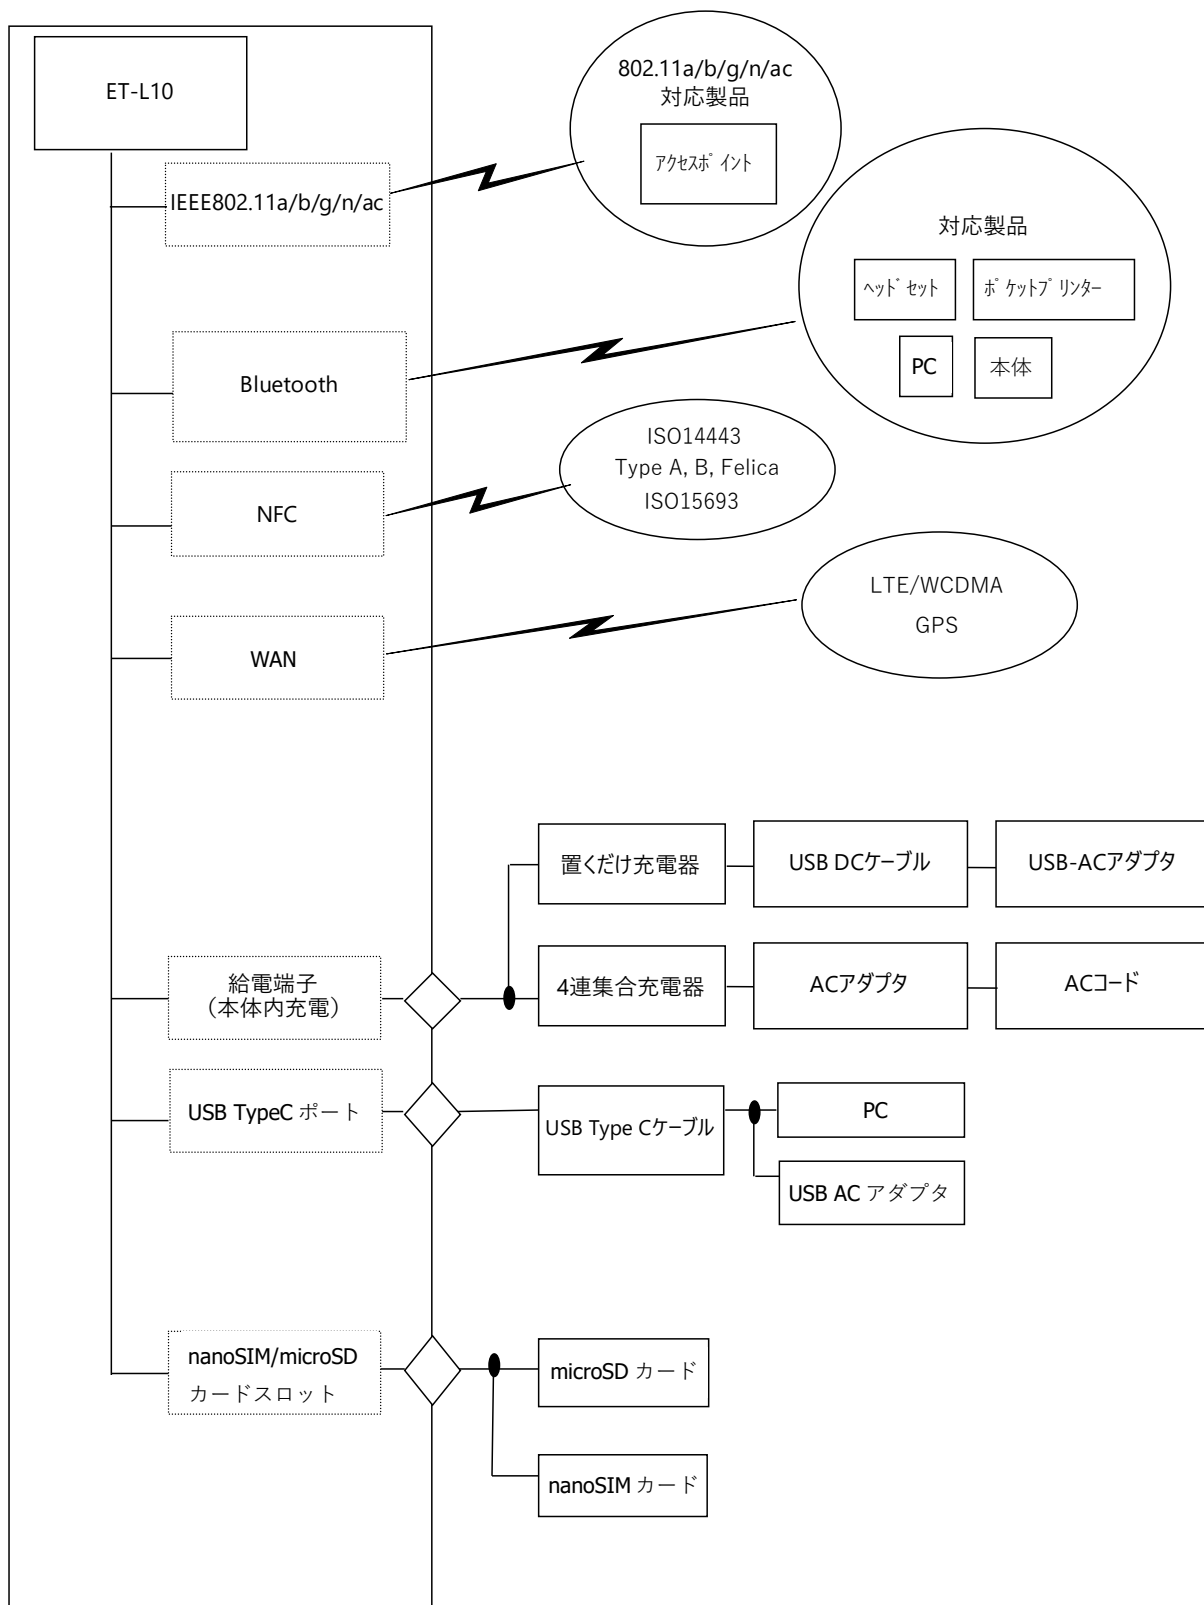 ET-L10
802.11a/b/g/n/ac
対応製品
ｱｸｾｽﾎﾟｲﾝﾄ
IEEE802.11a/b/g/n/ac
対応製品
ﾍｯﾄﾞｾｯﾄ
ﾎﾟｹｯﾄﾌﾟﾘﾝﾀｰ
PC
本体
Bluetooth
ISO14443
Type A, B, Felica
ISO15693
NFC
LTE/WCDMA
GPS
WAN
置くだけ充電器
USB DCケーブル
USB-ACアダプタ
給電端子
（本体内充電）
4連集合充電器
ACアダプタ
ACコード
USB TypeC ポート
USB Type Cケーブル
PC
USB AC アダプタ
nanoSIM/microSD
カードスロット
microSD カード
nanoSIM カード